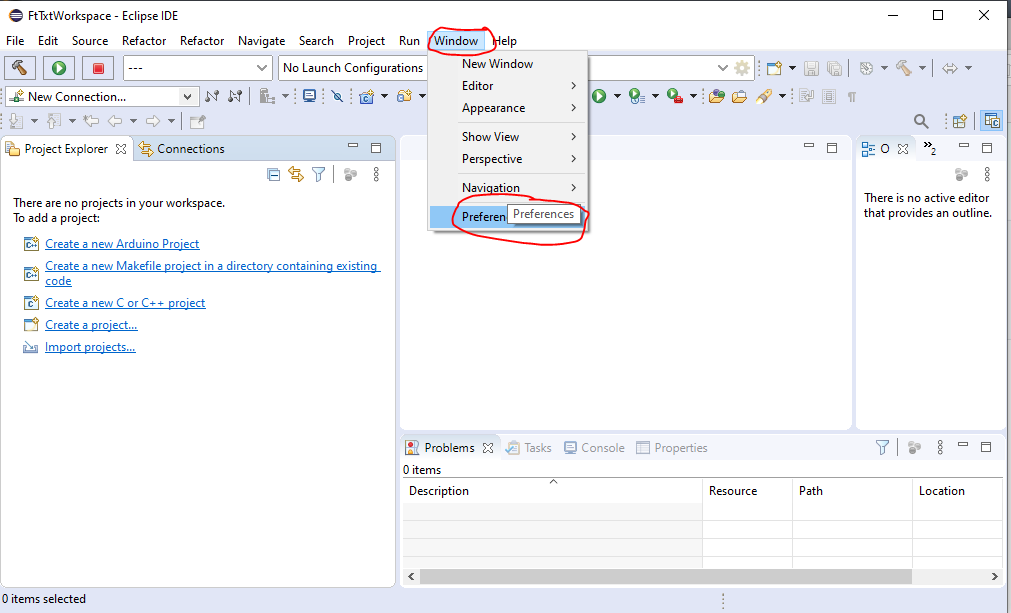 FtTxtWorkspace - Eclipse IDE
File Edit Source Refactor Refactor Navigate Search Project Run Window Help
--- No Launch Configurations
New Connection...
New Window
Editor
Appearance
Show View
Perspective
Navigation
Preferen Preferences
Project Explorer Connections
O »2
There are no projects in your workspace.
To add a project:
Create a new Arduino Project
Create a new Makefile project in a directory containing existing
code
Create a new C or C++ project
Create a project...
Import projects...
There is no active editor
that provides an outline.
Problems Tasks Console Properties
0 items
Description Resource Path Location
0 items selected